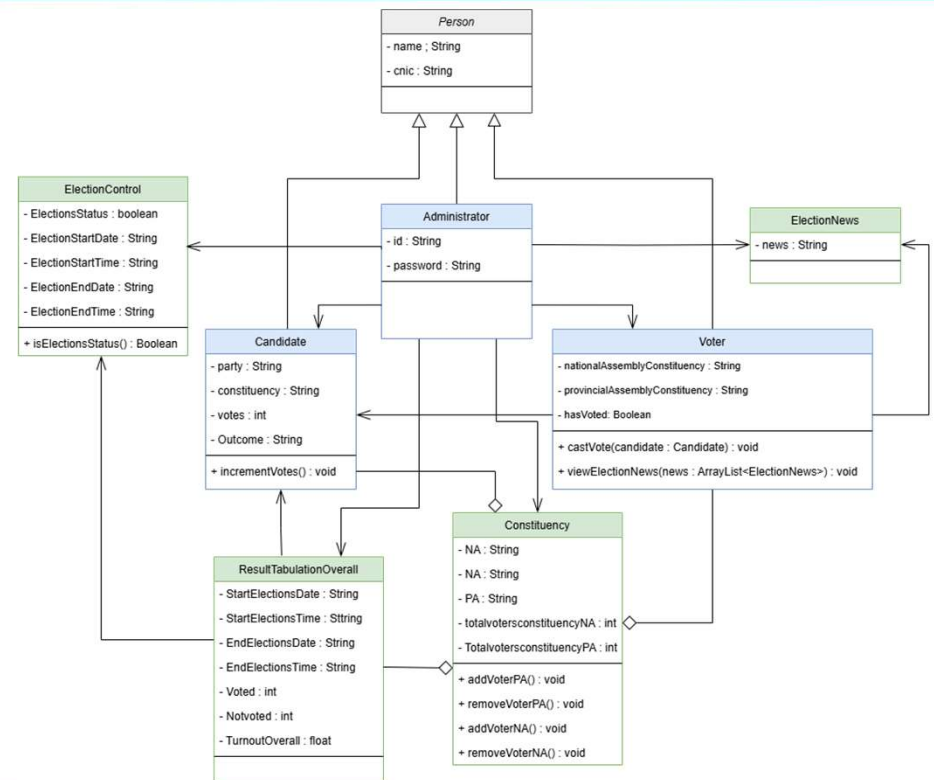 Person
- name ; String
- cnic : String
ElectionControl
- ElectionsStatus : boolean
- ElectionStartDate : String
- ElectionStartTime : String
- ElectionEndDate : String
- ElectionEndTime : String
+ isElectionsStatus() : Boolean
Administrator
- id : String
- password : String
ElectionNews
- news : String
Candidate
- party : String
- constituency : String
- votes : int
- Outcome : String
+ incrementVotes() : void
Voter
- nationalAssemblyConstituency : String
- provincialAssemblyConstituency : String
- hasVoted: Boolean
+ castVote(candidate : Candidate) : void
+ viewElectionNews(news : ArrayList<ElectionNews>) : void
Constituency
- NA : String
- NA : String
- PA : String
- totalvotersconstituencyNA : int
- TotalvotersconstituencyPA : int
+ addVoterPA() : void
+ removeVoterPA() : void
+ addVoterNA() : void
+ removeVoterNA() : void
ResultTabulationOverall
- StartElectionsDate : String
- StartElectionsTime : Sttring
- EndElectionsDate : String
- EndElectionsTime : String
- Voted : int
- Notvoted : int
- TurnoutOverall : float